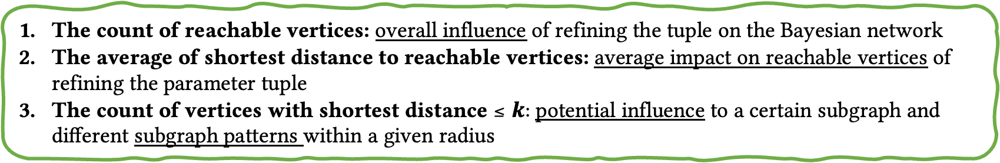 1. The count of reachable vertices: overall influence of refining the tuple on the Bayesian network
2. The average of shortest distance to reachable vertices: average impact on reachable vertices of
refining the parameter tuple
3. The count of vertices with shortest distance ≤ k: potential influence to a certain subgraph and
different subgraph patterns within a given radius